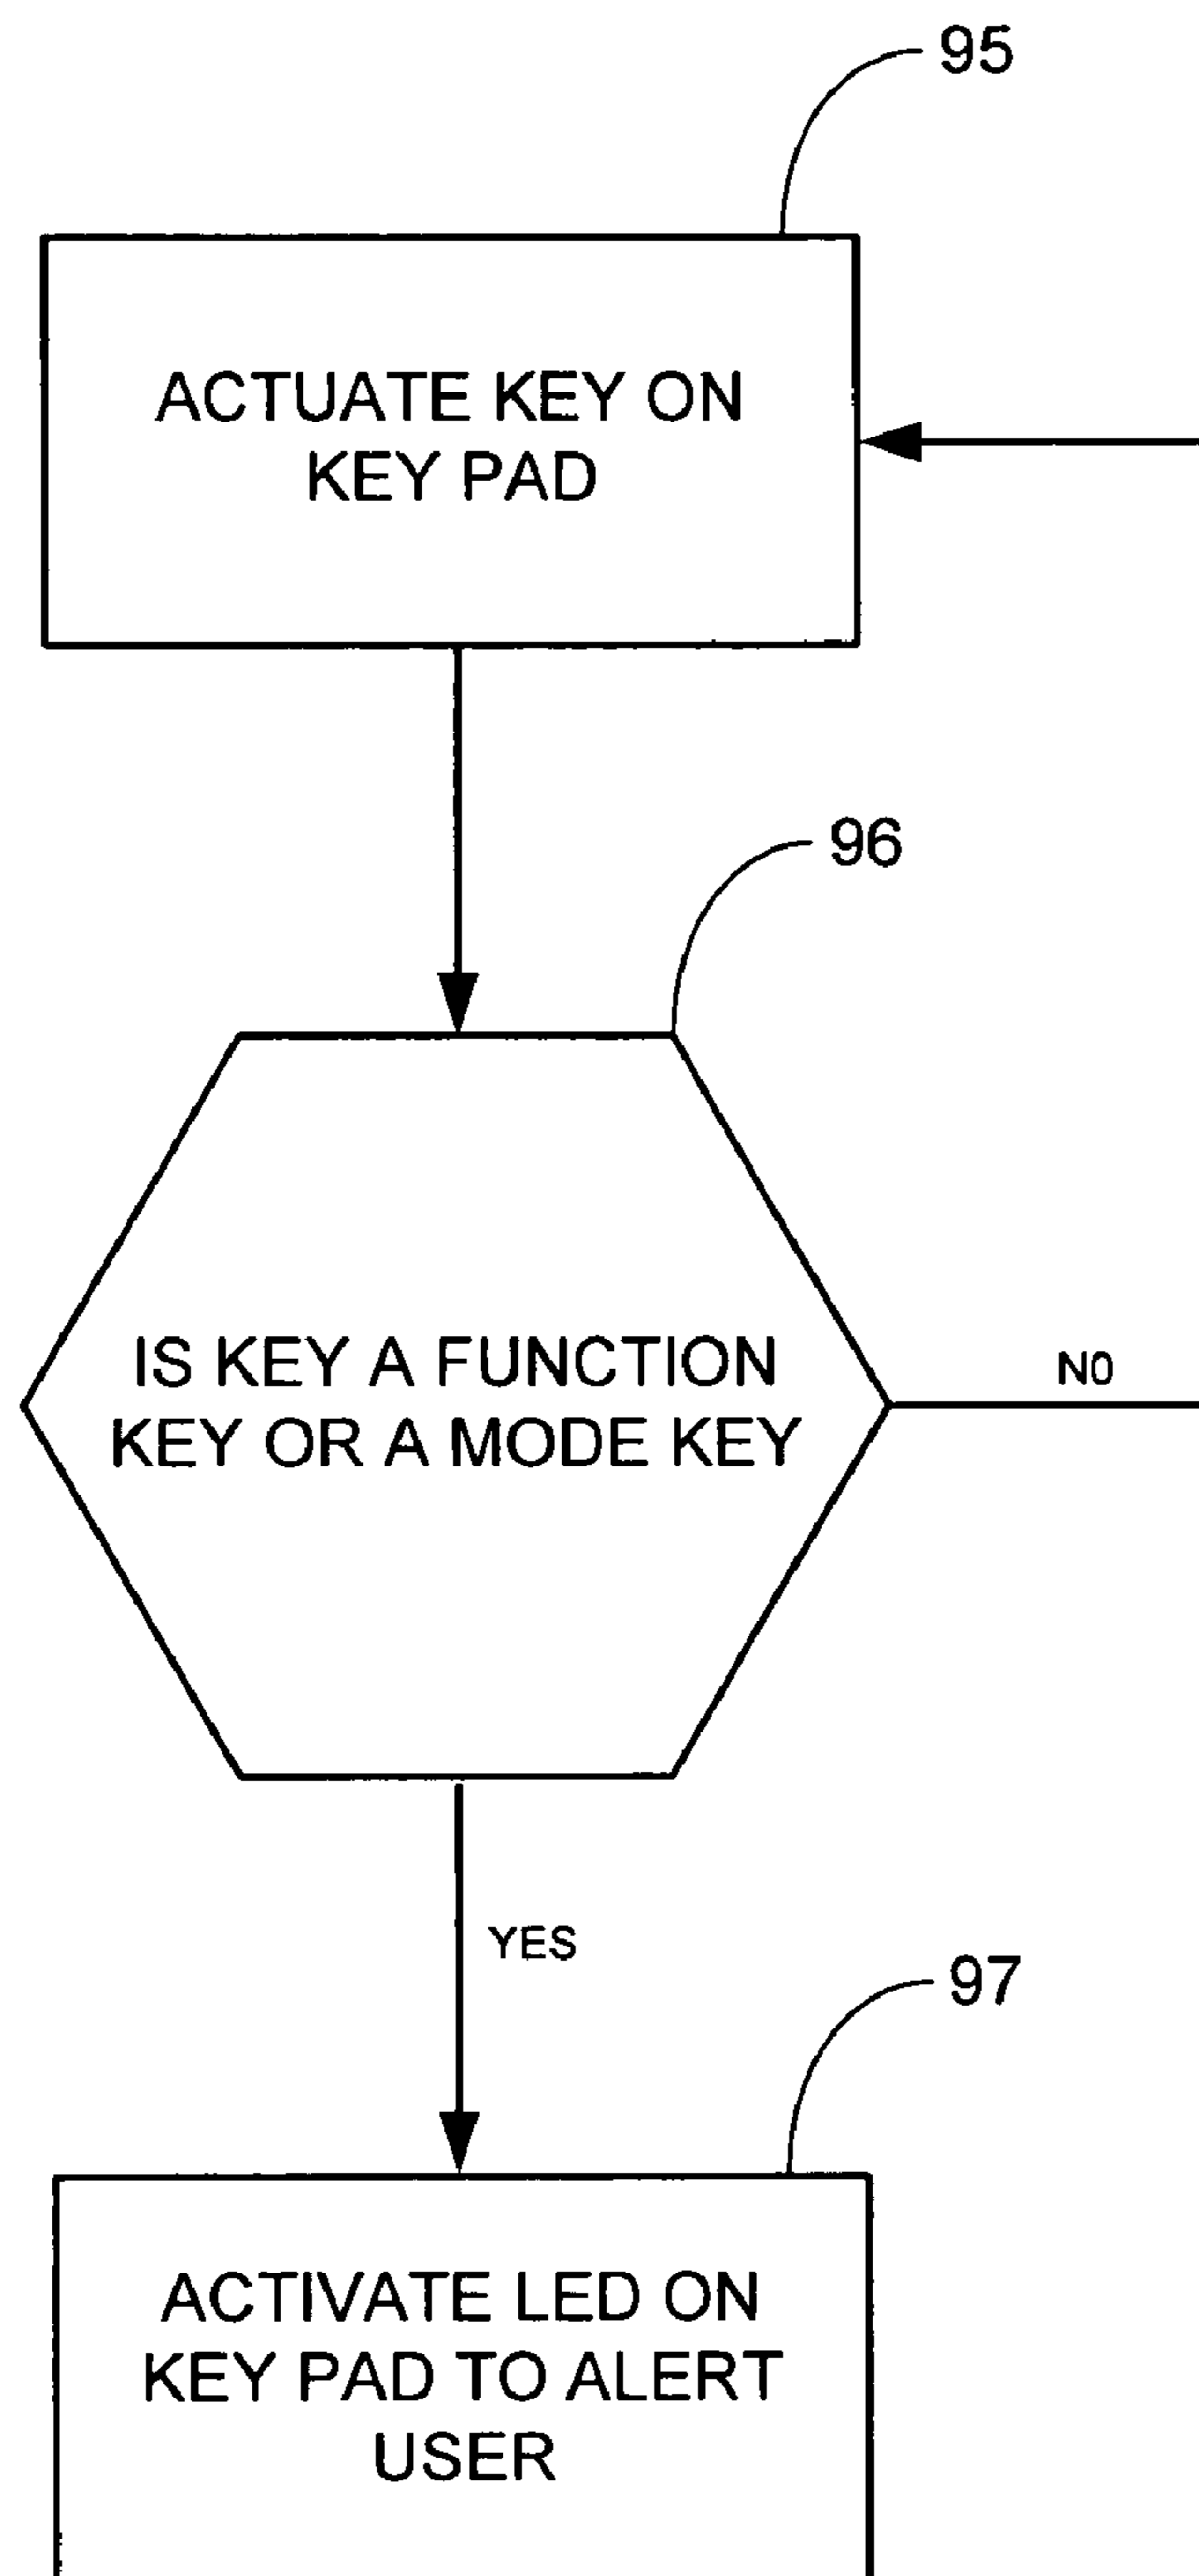 95
ACTUATE KEY ON
KEY PAD
96
IS KEY A FUNCTION
KEY OR A MODE KEY
NO
YES
97
ACTIVATE LED ON
KEY PAD TO ALERT
USER